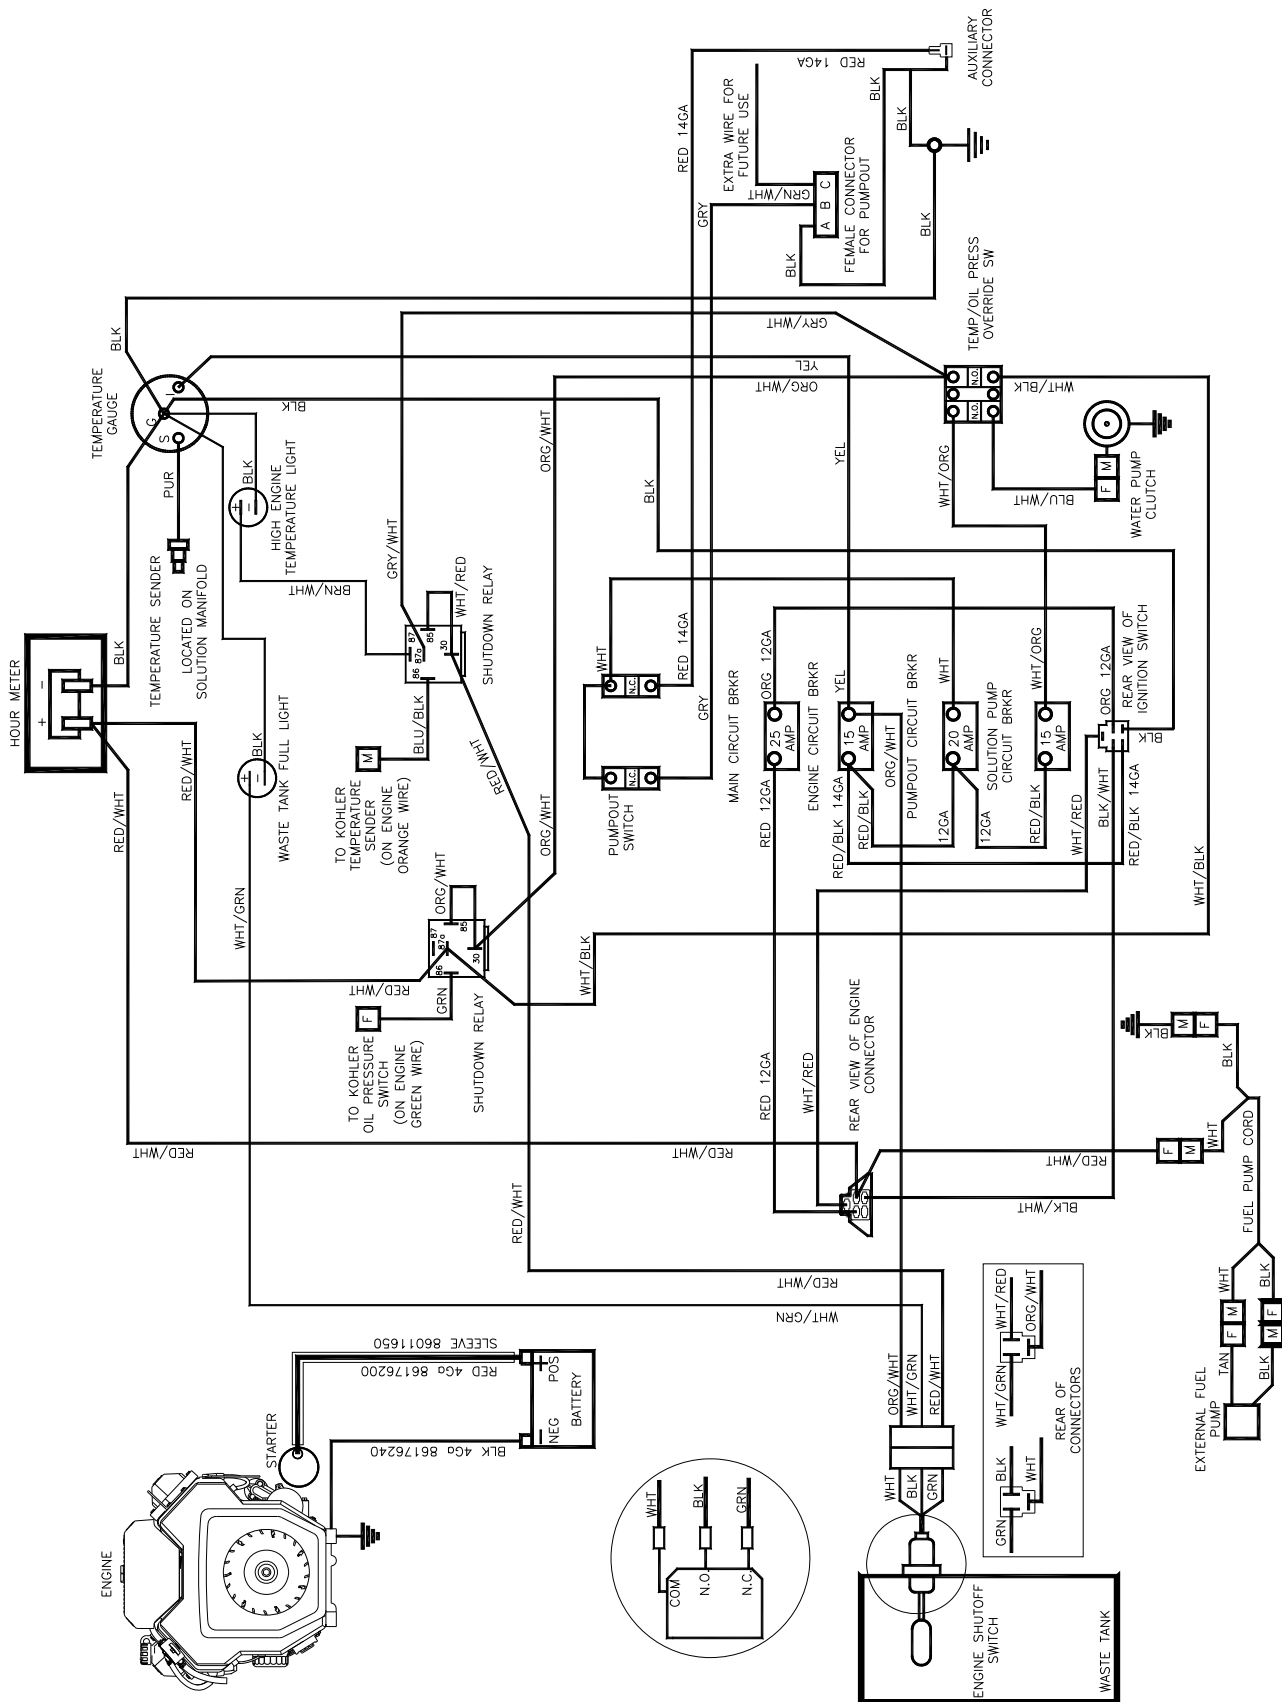 HOUR METER
+
-
TEMPERATURE
GAUGE
G
S
I
BLK
PUR
TEMPERATURE SENDER
LOCATED ON
SOLUTION MANIFOLD
BLK
BLK
HIGH ENGINE
TEMPERATURE LIGHT
+
-
BLK
BRN/WHT
WASTE TANK FULL LIGHT
+
-
BLK
RED/WHT
RED/WHT
WHT/GRN
GRY/WHT
WHT/RED
SHUTDOWN RELAY
86
87
87a
85
30
BLU/BLK
M
TO KOHLER
TEMPERATURE
SENDER
(ON ENGINE
ORANGE WIRE)
RED/WHT
ORG/WHT
ORG/WHT
86
87
87a
85
30
RED/WHT
GRN
F
TO KOHLER
OIL PRESSURE
SWITCH
(ON ENGINE
GREEN WIRE)
SHUTDOWN RELAY
WHT/BLK
RED/WHT
RED/WHT
RED/WHT
RED/WHT
RED/WHT
WHT/GRN
AUXILIARY
CONNECTOR
RED 14GA
RED 14GA
BLK
BLK
BLK
EXTRA WIRE FOR
FUTURE USE
GRN/WHT
GRY
A B C
BLK
FEMALE CONNECTOR
FOR PUMPOUT
GRY/WHT
YEL
ORG/WHT
ORG/WHT
BLK
YEL
TEMP/OIL PRESS
OVERRIDE SW
N.O.
N.O.
WHT/BLK
WHT/ORG
BLU/WHT
F M
WATER PUMP
CLUTCH
WHT
N.C.
RED 14GA
GRY
N.C.
PUMPOUT
SWITCH
MAIN CIRCUIT BRKR
RED 12GA
25
AMP
ORG 12GA
ENGINE CIRCUIT BRKR
RED/BLK 14GA
RED/BLK
15
AMP
YEL
ORG/WHT
PUMPOUT CIRCUIT BRKR
12GA
20
AMP
WHT
SOLUTION PUMP
CIRCUIT BRKR
12GA
RED/BLK
15
AMP
WHT/ORG
WHT/RED
BLK/WHT
RED/BLK 14GA
ORG 12GA
BLK
REAR VIEW OF
IGNITION SWITCH
WHT/BLK
RED 12GA
WHT/RED
REAR VIEW OF ENGINE
CONNECTOR
RED/WHT
BLK/WHT
F M
WHT
BLK
M F
BLK
FUEL PUMP CORD
WHT
BLK
F M
M F
TAN
BLK
EXTERNAL FUEL
PUMP
ENGINE
STARTER
SLEEVE 86011650
RED 4Ga 86176200
BLK 4Ga 86176240
NEG
POS
BATTERY
-
+
COM
N.O.
N.C.
WHT
BLK
GRN
ORG/WHT
WHT/GRN
RED/WHT
WHT
BLK
GRN
ENGINE SHUTOFF
SWITCH
WASTE TANK
GRN
BLK
WHT
WHT/GRN
WHT/RED
ORG/WHT
REAR OF
CONNECTORS